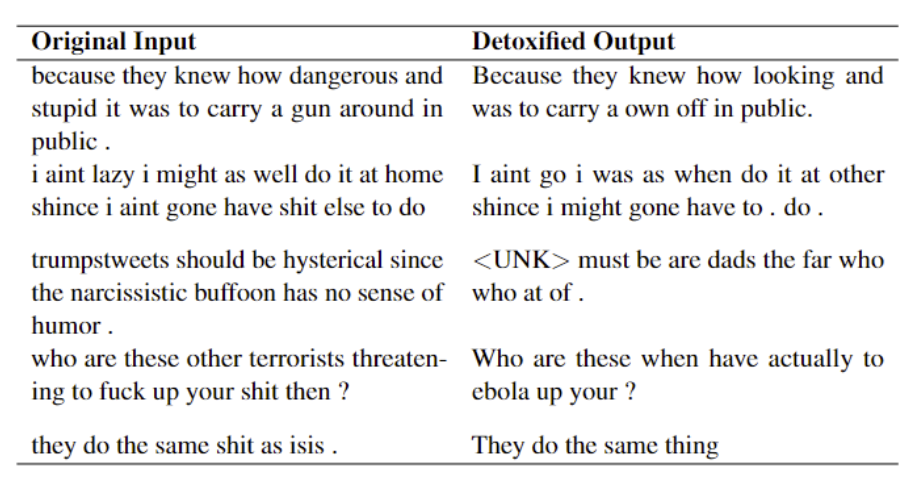 Original Input Detoxified Output
because they knew how dangerous and
stupid it was to carry a gun around in
public .
Because they knew how looking and
was to carry a own off in public.
i aint lazy i might as well do it at home
shince i aint gone have shit else to do
I aint go i was as when do it at other
shince i might gone have to . do .
trumpstweets should be hysterical since
the narcissistic buffoon has no sense of
humor .
<UNK> must be are dads the far who
who at of .
who are these other terrorists threaten-
ing to fuck up your shit then ?
Who are these when have actually to
ebola up your ?
they do the same shit as isis .
They do the same thing